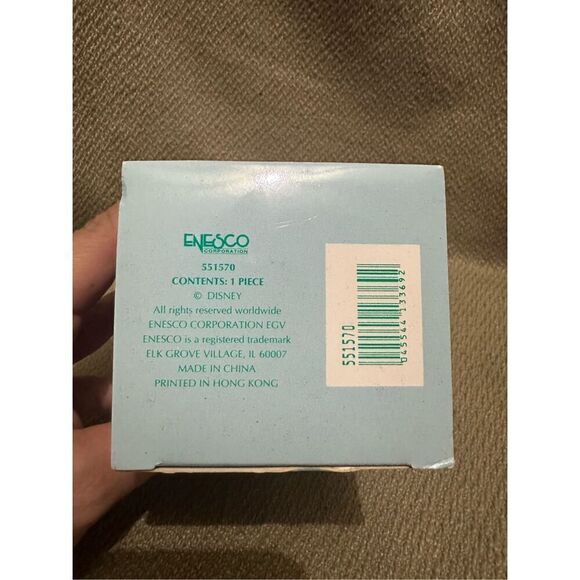 ENESCO
CORPORATION
551570
CONTENTS: 1 PIECE
© DISNEY
All rights reserved worldwide
ENESCO CORPORATION EGV
ENESCO is a registered trademark
ELK GROVE VILLAGE, IL 60007
MADE IN CHINA
PRINTED IN HONG KONG
551570
045544 133692